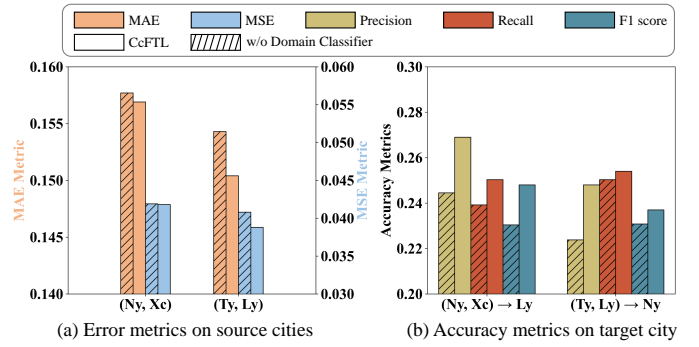 MAE MSE Precision Recall F1 score
CcFTL w/o Domain Classifier
0.160
0.155
0.150
0.145
0.140
MAE Metric
(Ny, Xc) (Ty, Ly)
0.060
0.055
0.050
0.045
0.040
0.035
0.030
MSE Metric
(a) Error metrics on source cities
0.30
0.28
0.26
0.24
0.22
0.20
Accuracy Metrics
(Ny, Xc) → Ly (Ty, Ly) → Ny
(b) Accuracy metrics on target city